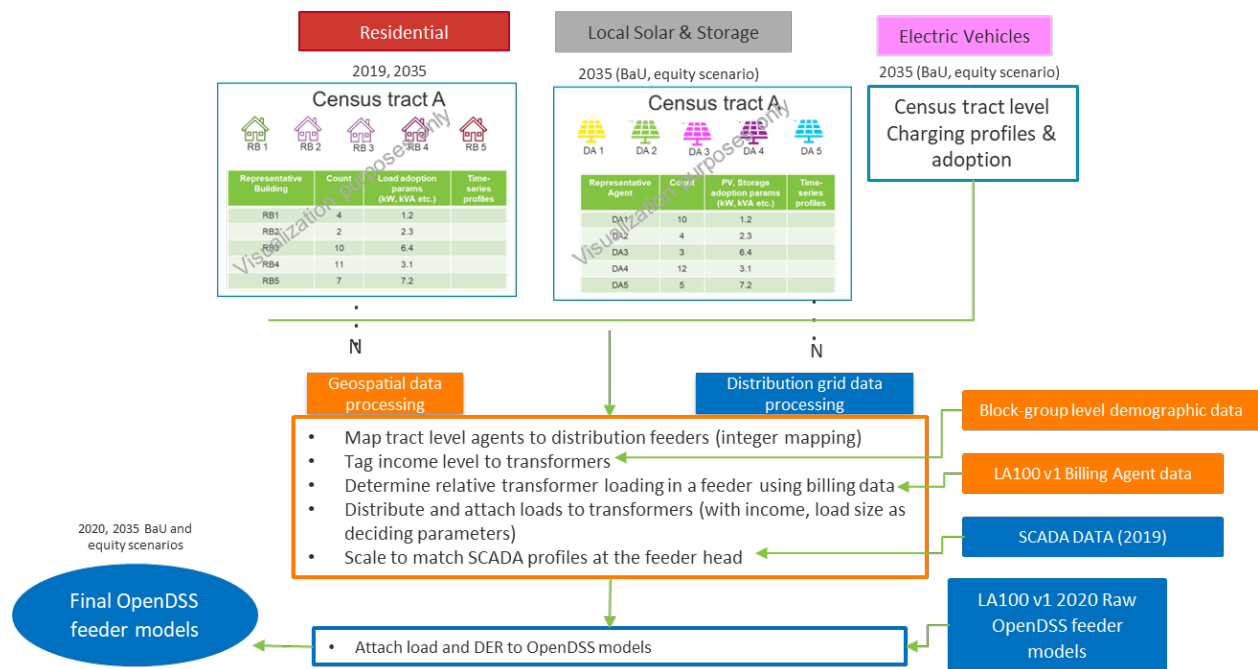 Residential
Local Solar & Storage
Electric Vehicles
2019, 2035
2035 (BaU, equity scenario)
2035 (BaU, equity scenario)
Census tract A
RB 1
RB 2
RB 3
RB 4
RB 5
Representative Building
Count
Load adoption params (kW, kVA etc.)
Time-series profiles
RB1 4 1.2
RB2 2 2.3
RB3 10 6.4
RB4 11 3.1
RB5 7 7.2
Visualization purposes only
Census tract A
DA 1
DA 2
DA 3
DA 4
DA 5
Representative Agent
Count
PV, Storage adoption params (kW, kVA etc.)
Time-series profiles
DA1 10 1.2
DA2 4 2.3
DA3 3 6.4
DA4 12 3.1
DA5 5 7.2
Visualization purposes only
Census tract level
Charging profiles &
adoption
N
N
Geospatial data
processing
Distribution grid data
processing
• Map tract level agents to distribution feeders (integer mapping)
• Tag income level to transformers
• Determine relative transformer loading in a feeder using billing data
• Distribute and attach loads to transformers (with income, load size as
deciding parameters)
• Scale to match SCADA profiles at the feeder head
Block-group level demographic data
LA100 v1 Billing Agent data
SCADA DATA (2019)
LA100 v1 2020 Raw
OpenDSS feeder
models
2020, 2035 BaU and
equity scenarios
Final OpenDSS
feeder models
• Attach load and DER to OpenDSS models